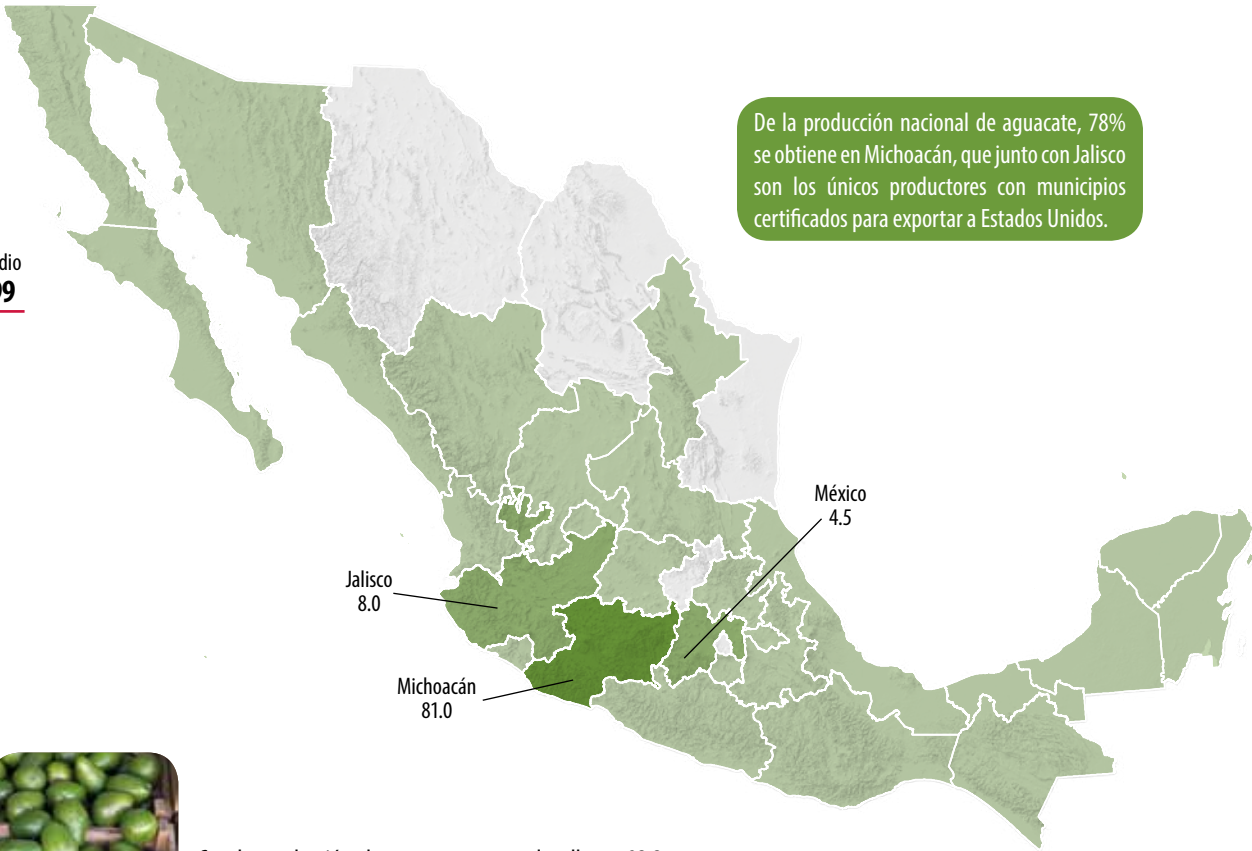 De la producción nacional de aguacate, 78%
se obtiene en Michoacán, que junto con Jalisco
son los únicos productores con municipios
certificados para exportar a Estados Unidos.
México
4.5
Jalisco
8.0
Michoacán
81.0